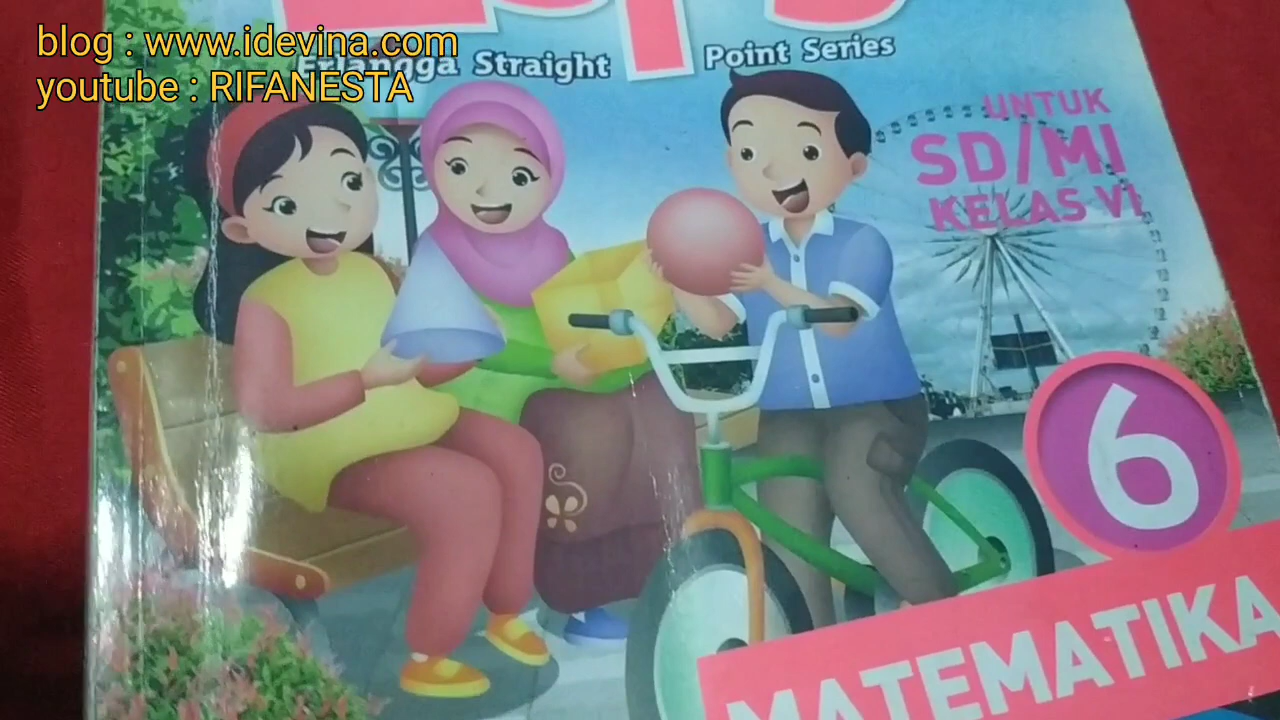 blog : www.idevina.com
youtube : RIFANESTA
Erlangga Straight Point Series
UNTUK
SD/MI
KELAS VI
6
MATEMATIKA